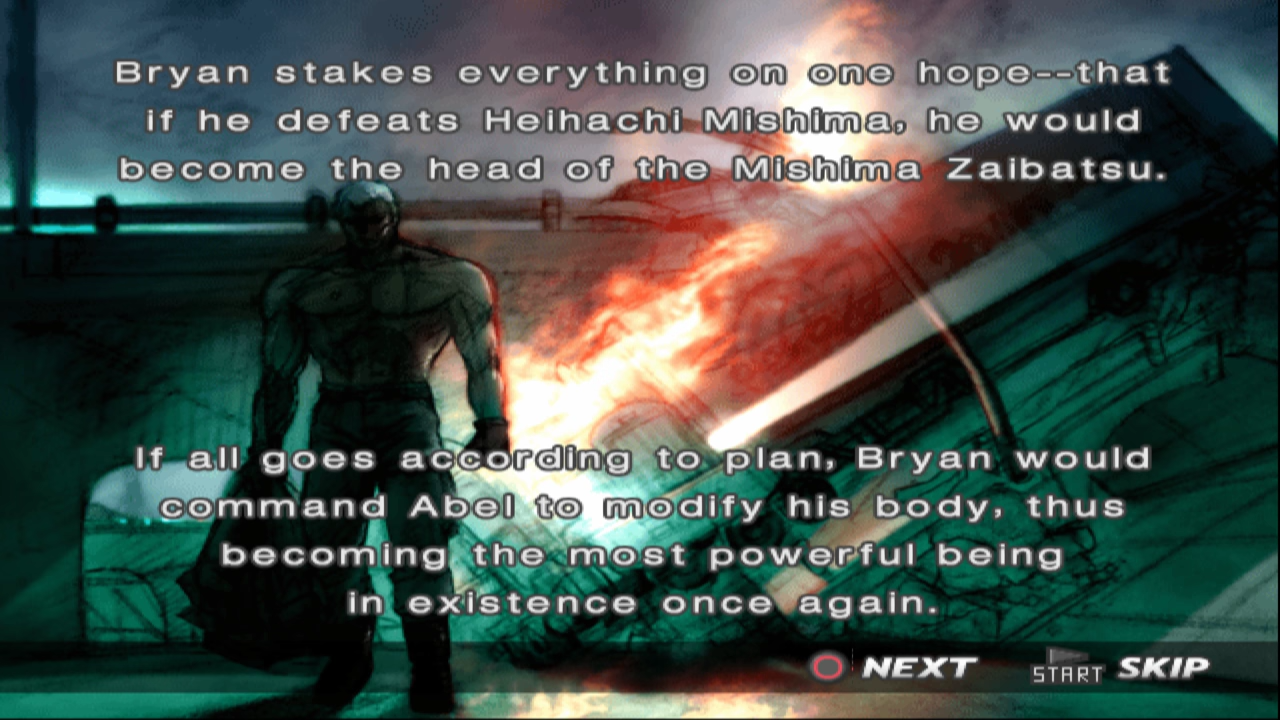 Bryan stakes everything on one hope--that
if he defeats Heihachi Mishima, he would
become the head of the Mishima Zaibatsu.
If all goes according to plan, Bryan would
command Abel to modify his body, thus
becoming the most powerful being
in existence once again.
NEXT START SKIP